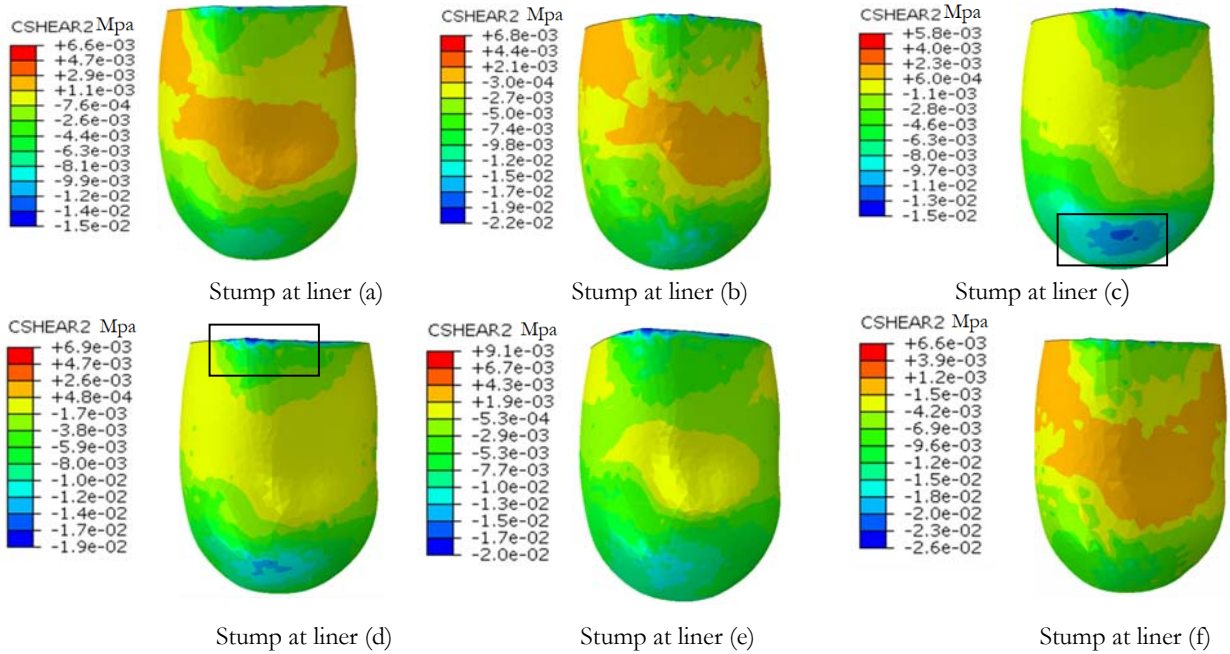 CSHEAR2 Mpa
+6.6e-03
+4.7e-03
+2.9e-03
+1.1e-03
-7.6e-04
-2.6e-03
-4.4e-03
-6.3e-03
-8.1e-03
-9.9e-03
-1.2e-02
-1.4e-02
-1.5e-02
Stump at liner (a)
CSHEAR2 Mpa
+6.8e-03
+4.4e-03
+2.1e-03
-3.0e-04
-2.7e-03
-5.0e-03
-7.4e-03
-9.8e-03
-1.2e-02
-1.5e-02
-1.7e-02
-1.9e-02
-2.2e-02
Stump at liner (b)
CSHEAR2 Mpa
+5.8e-03
+4.0e-03
+2.3e-03
+6.0e-04
-1.1e-03
-2.8e-03
-4.6e-03
-6.3e-03
-8.0e-03
-9.7e-03
-1.1e-02
-1.3e-02
-1.5e-02
Stump at liner (c)
CSHEAR2 Mpa
+6.9e-03
+4.7e-03
+2.6e-03
+4.8e-04
-1.7e-03
-3.8e-03
-5.9e-03
-8.0e-03
-1.0e-02
-1.2e-02
-1.4e-02
-1.7e-02
-1.9e-02
Stump at liner (d)
CSHEAR2 Mpa
+9.1e-03
+6.7e-03
+4.3e-03
+1.9e-03
-5.3e-04
-2.9e-03
-5.3e-03
-7.7e-03
-1.0e-02
-1.3e-02
-1.5e-02
-1.7e-02
-2.0e-02
Stump at liner (e)
CSHEAR2 Mpa
+6.6e-03
+3.9e-03
+1.2e-03
-1.5e-03
-4.2e-03
-6.9e-03
-9.6e-03
-1.2e-02
-1.5e-02
-1.8e-02
-2.0e-02
-2.3e-02
-2.6e-02
Stump at liner (f)